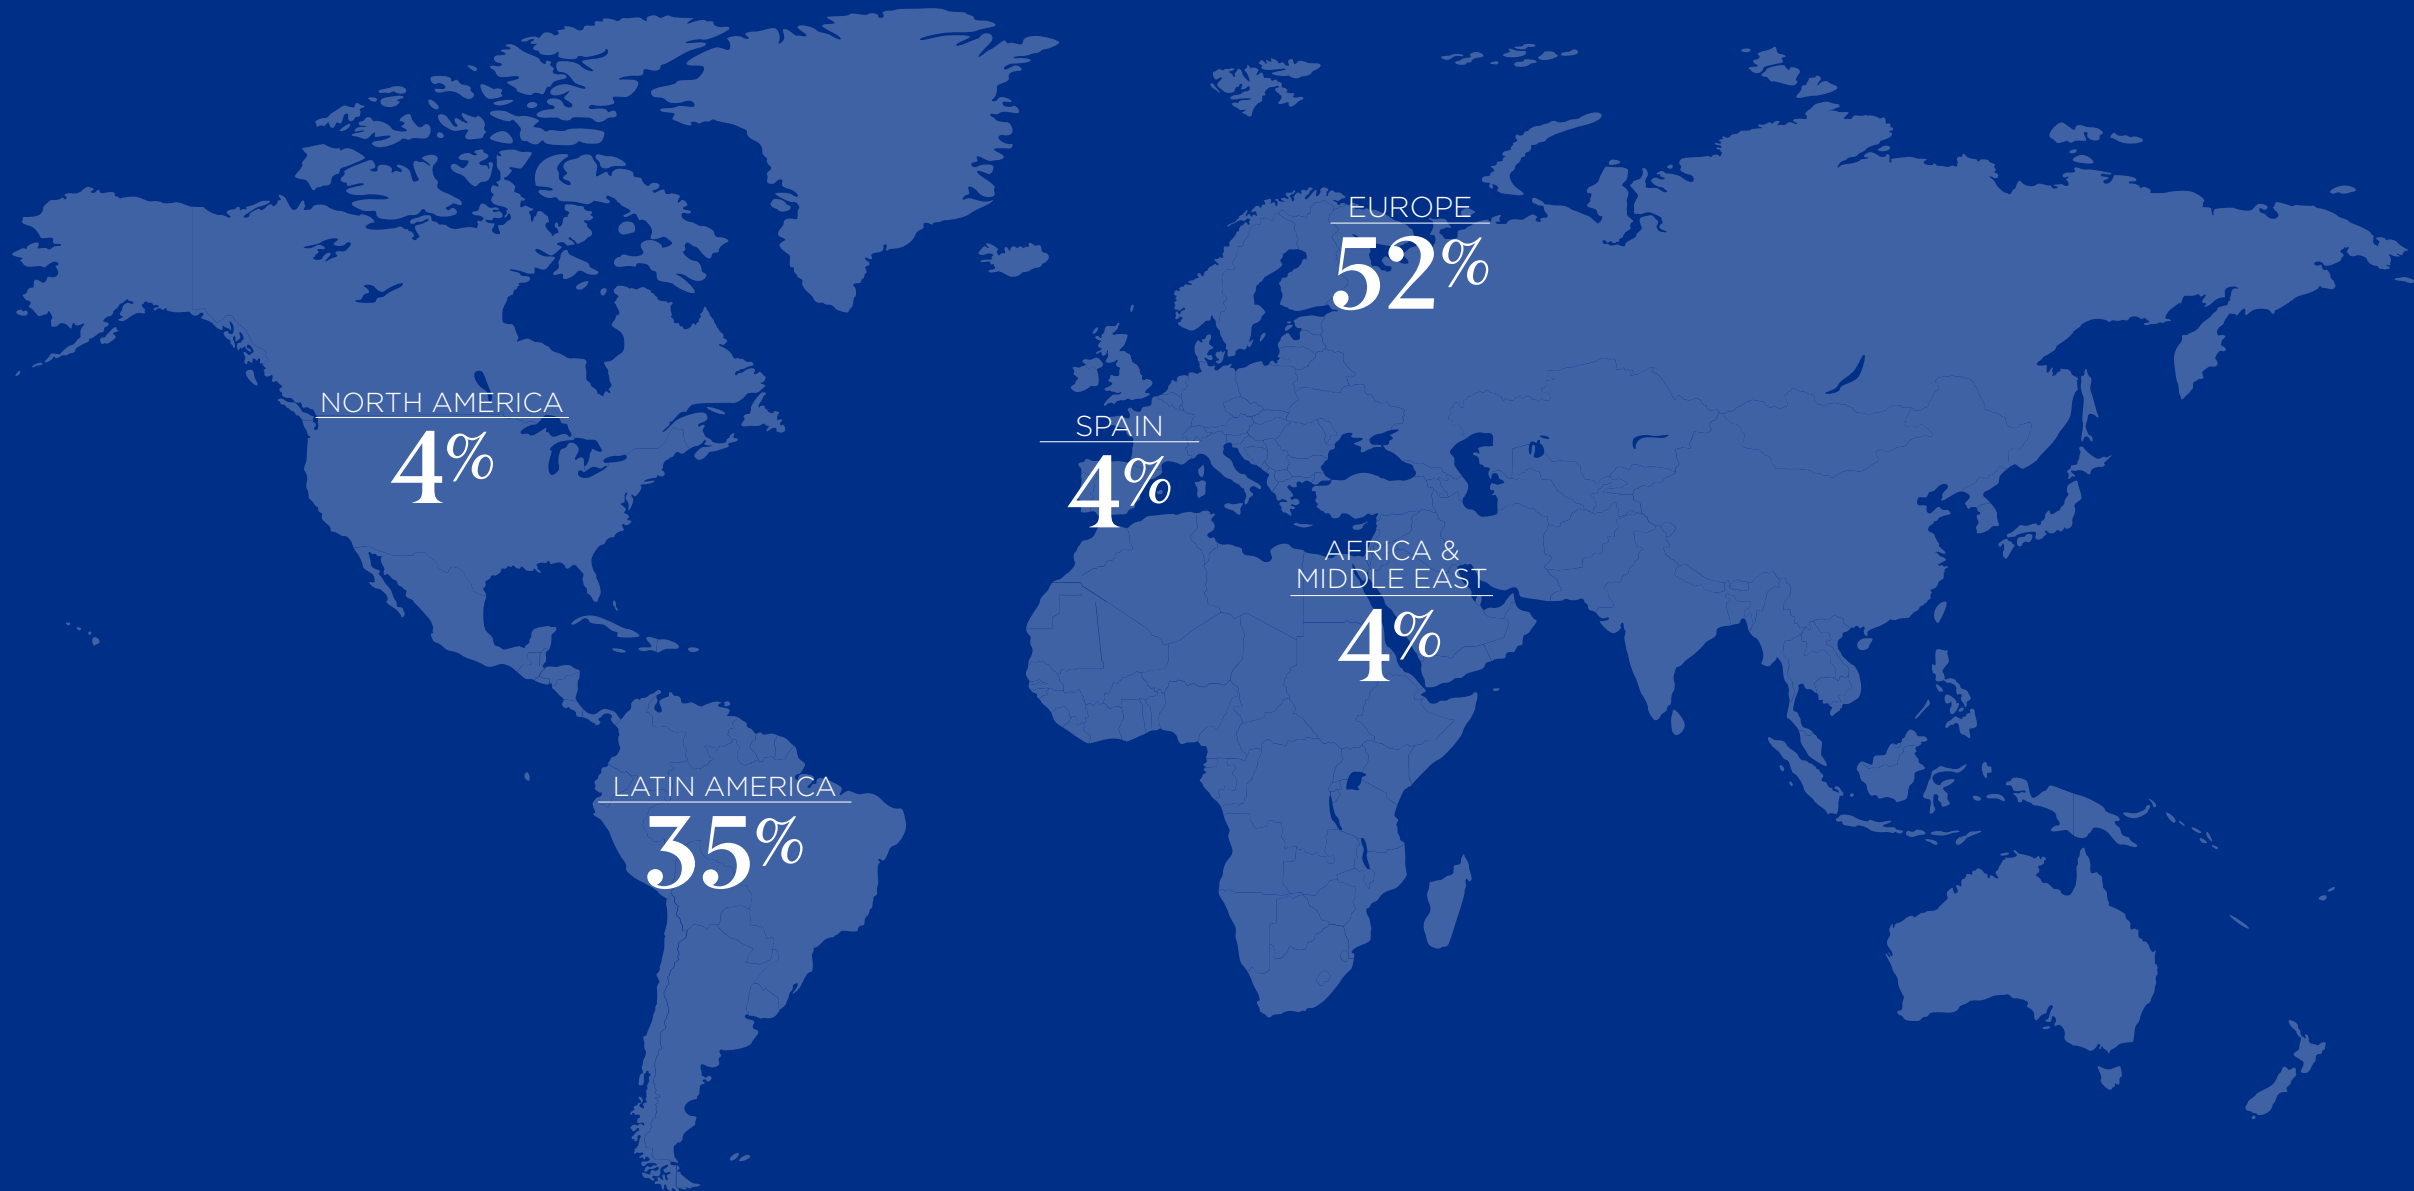 EUROPE
52%
NORTH AMERICA
4%
SPAIN
4%
AFRICA &
MIDDLE EAST
4%
LATIN AMERICA
35%